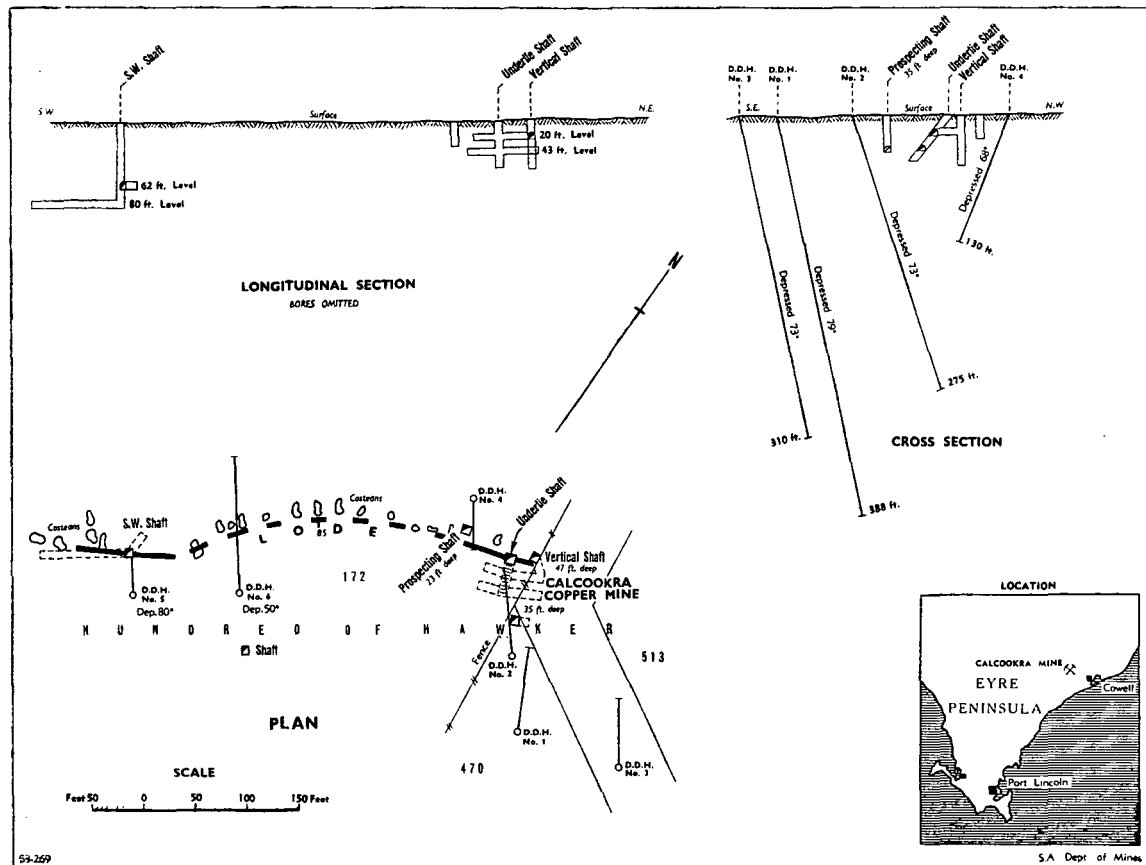 S.W. Shaft
Underlie Shaft
Vertical Shaft
S.W.
Surface
N.E.
20 ft. Level
43 ft. Level
62 ft. Level
80 ft. Level
LONGITUDINAL SECTION
BORES OMITTED
D.D.H. No. 3
D.D.H. No. 1
D.D.H. No. 2
Prospecting Shaft
35 ft. deep
Underlie Shaft
Vertical Shaft
D.D.H. No. 4
S.E.
Surface
N.W.
Depressed 73°
Depressed 79°
Depressed 73°
Depressed 68°
130 ft.
275 ft.
310 ft.
388 ft.
CROSS SECTION
N
Costeans
S.W. Shaft
Costeans
LODE
85
D.D.H. No. 4
Underlie Shaft
Prospecting Shaft
23 ft. deep
Vertical Shaft
47 ft. deep
CALCOOKRA
COPPER MINE
35 ft. deep
172
D.D.H. No. 5
Dep. 80°
D.D.H. No. 6
Dep. 50°
HUNDRED OF HAWKER
Shaft
Fence
D.D.H. No. 2
513
D.D.H. No. 1
470
D.D.H. No. 3
PLAN
SCALE
Feet 50 0 50 100 150 Feet
LOCATION
CALCOOKRA MINE
EYRE
PENINSULA
Cowell
Port Lincoln
53-269
S.A Dept of Mines